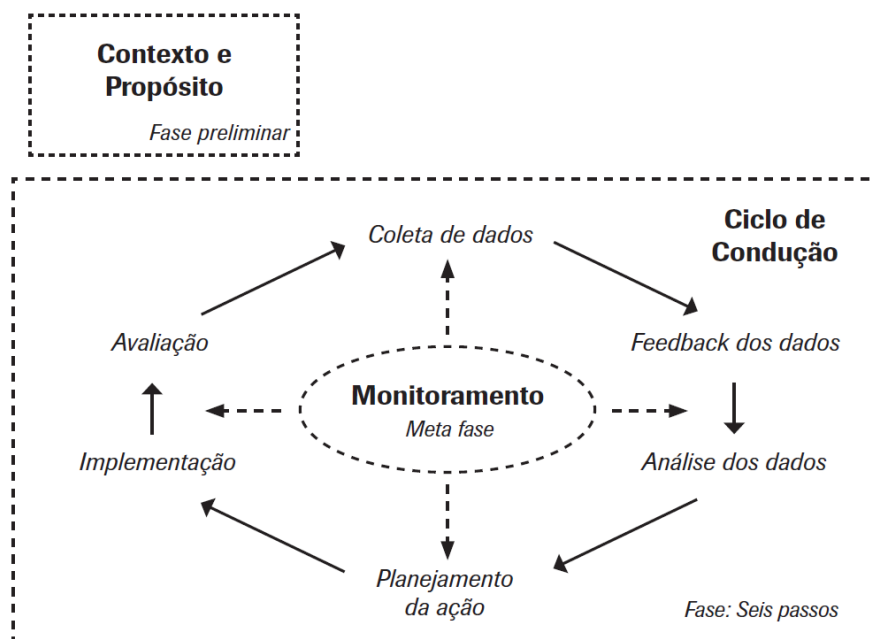 Contexto e
Propósito
Fase preliminar
Ciclo de
Condução
Coleta de dados
Avaliação
Feedback dos dados
Monitoramento
Meta fase
Implementação
Análise dos dados
Planejamento
da ação
Fase: Seis passos